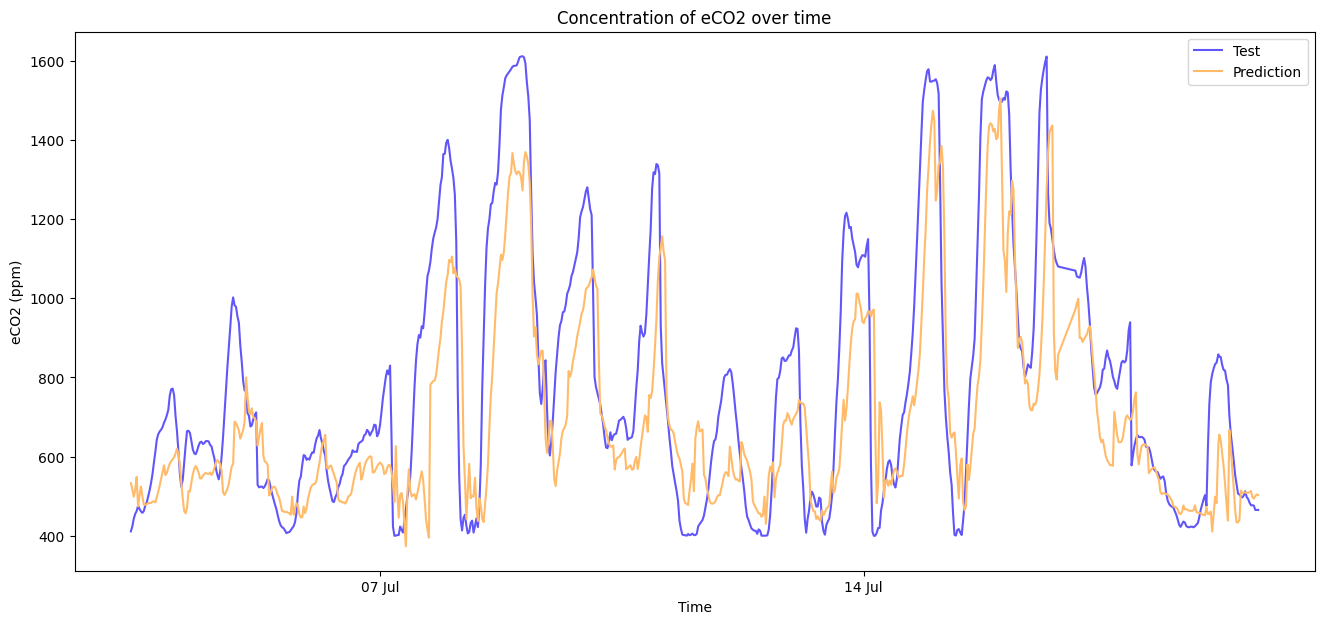 Concentration of eCO2 over time
Test
Prediction
eCO2 (ppm)
1600
1400
1200
1000
800
600
400
07 Jul
14 Jul
Time